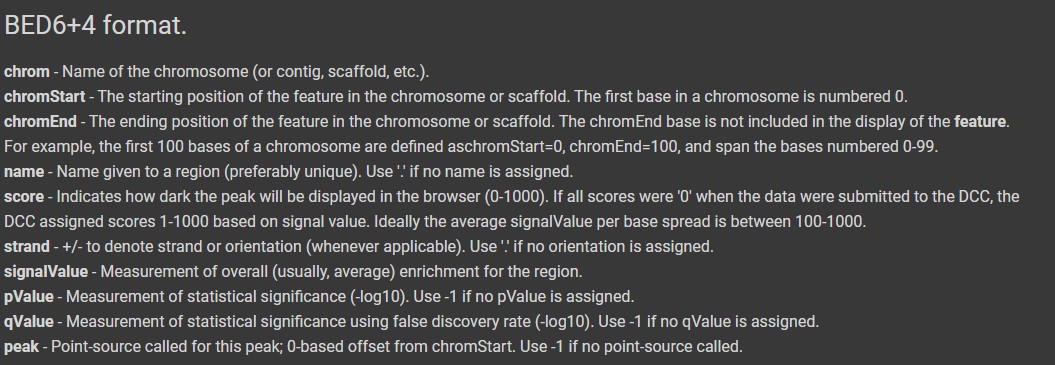 BED6+4 format.
chrom - Name of the chromosome (or contig, scaffold, etc.).
chromStart - The starting position of the feature in the chromosome or scaffold. The first base in a chromosome is numbered 0.
chromEnd - The ending position of the feature in the chromosome or scaffold. The chromEnd base is not included in the display of the feature.
For example, the first 100 bases of a chromosome are defined aschromStart=0, chromEnd=100, and span the bases numbered 0-99.
name - Name given to a region (preferably unique). Use '.' if no name is assigned.
score - Indicates how dark the peak will be displayed in the browser (0-1000). If all scores were '0' when the data were submitted to the DCC, the
DCC assigned scores 1-1000 based on signal value. Ideally the average signalValue per base spread is between 100-1000.
strand - +/- to denote strand or orientation (whenever applicable). Use '.' if no orientation is assigned.
signalValue - Measurement of overall (usually, average) enrichment for the region.
pValue - Measurement of statistical significance (-log10). Use -1 if no pValue is assigned.
qValue - Measurement of statistical significance using false discovery rate (-log10). Use -1 if no qValue is assigned.
peak - Point-source called for this peak; 0-based offset from chromStart. Use -1 if no point-source called.